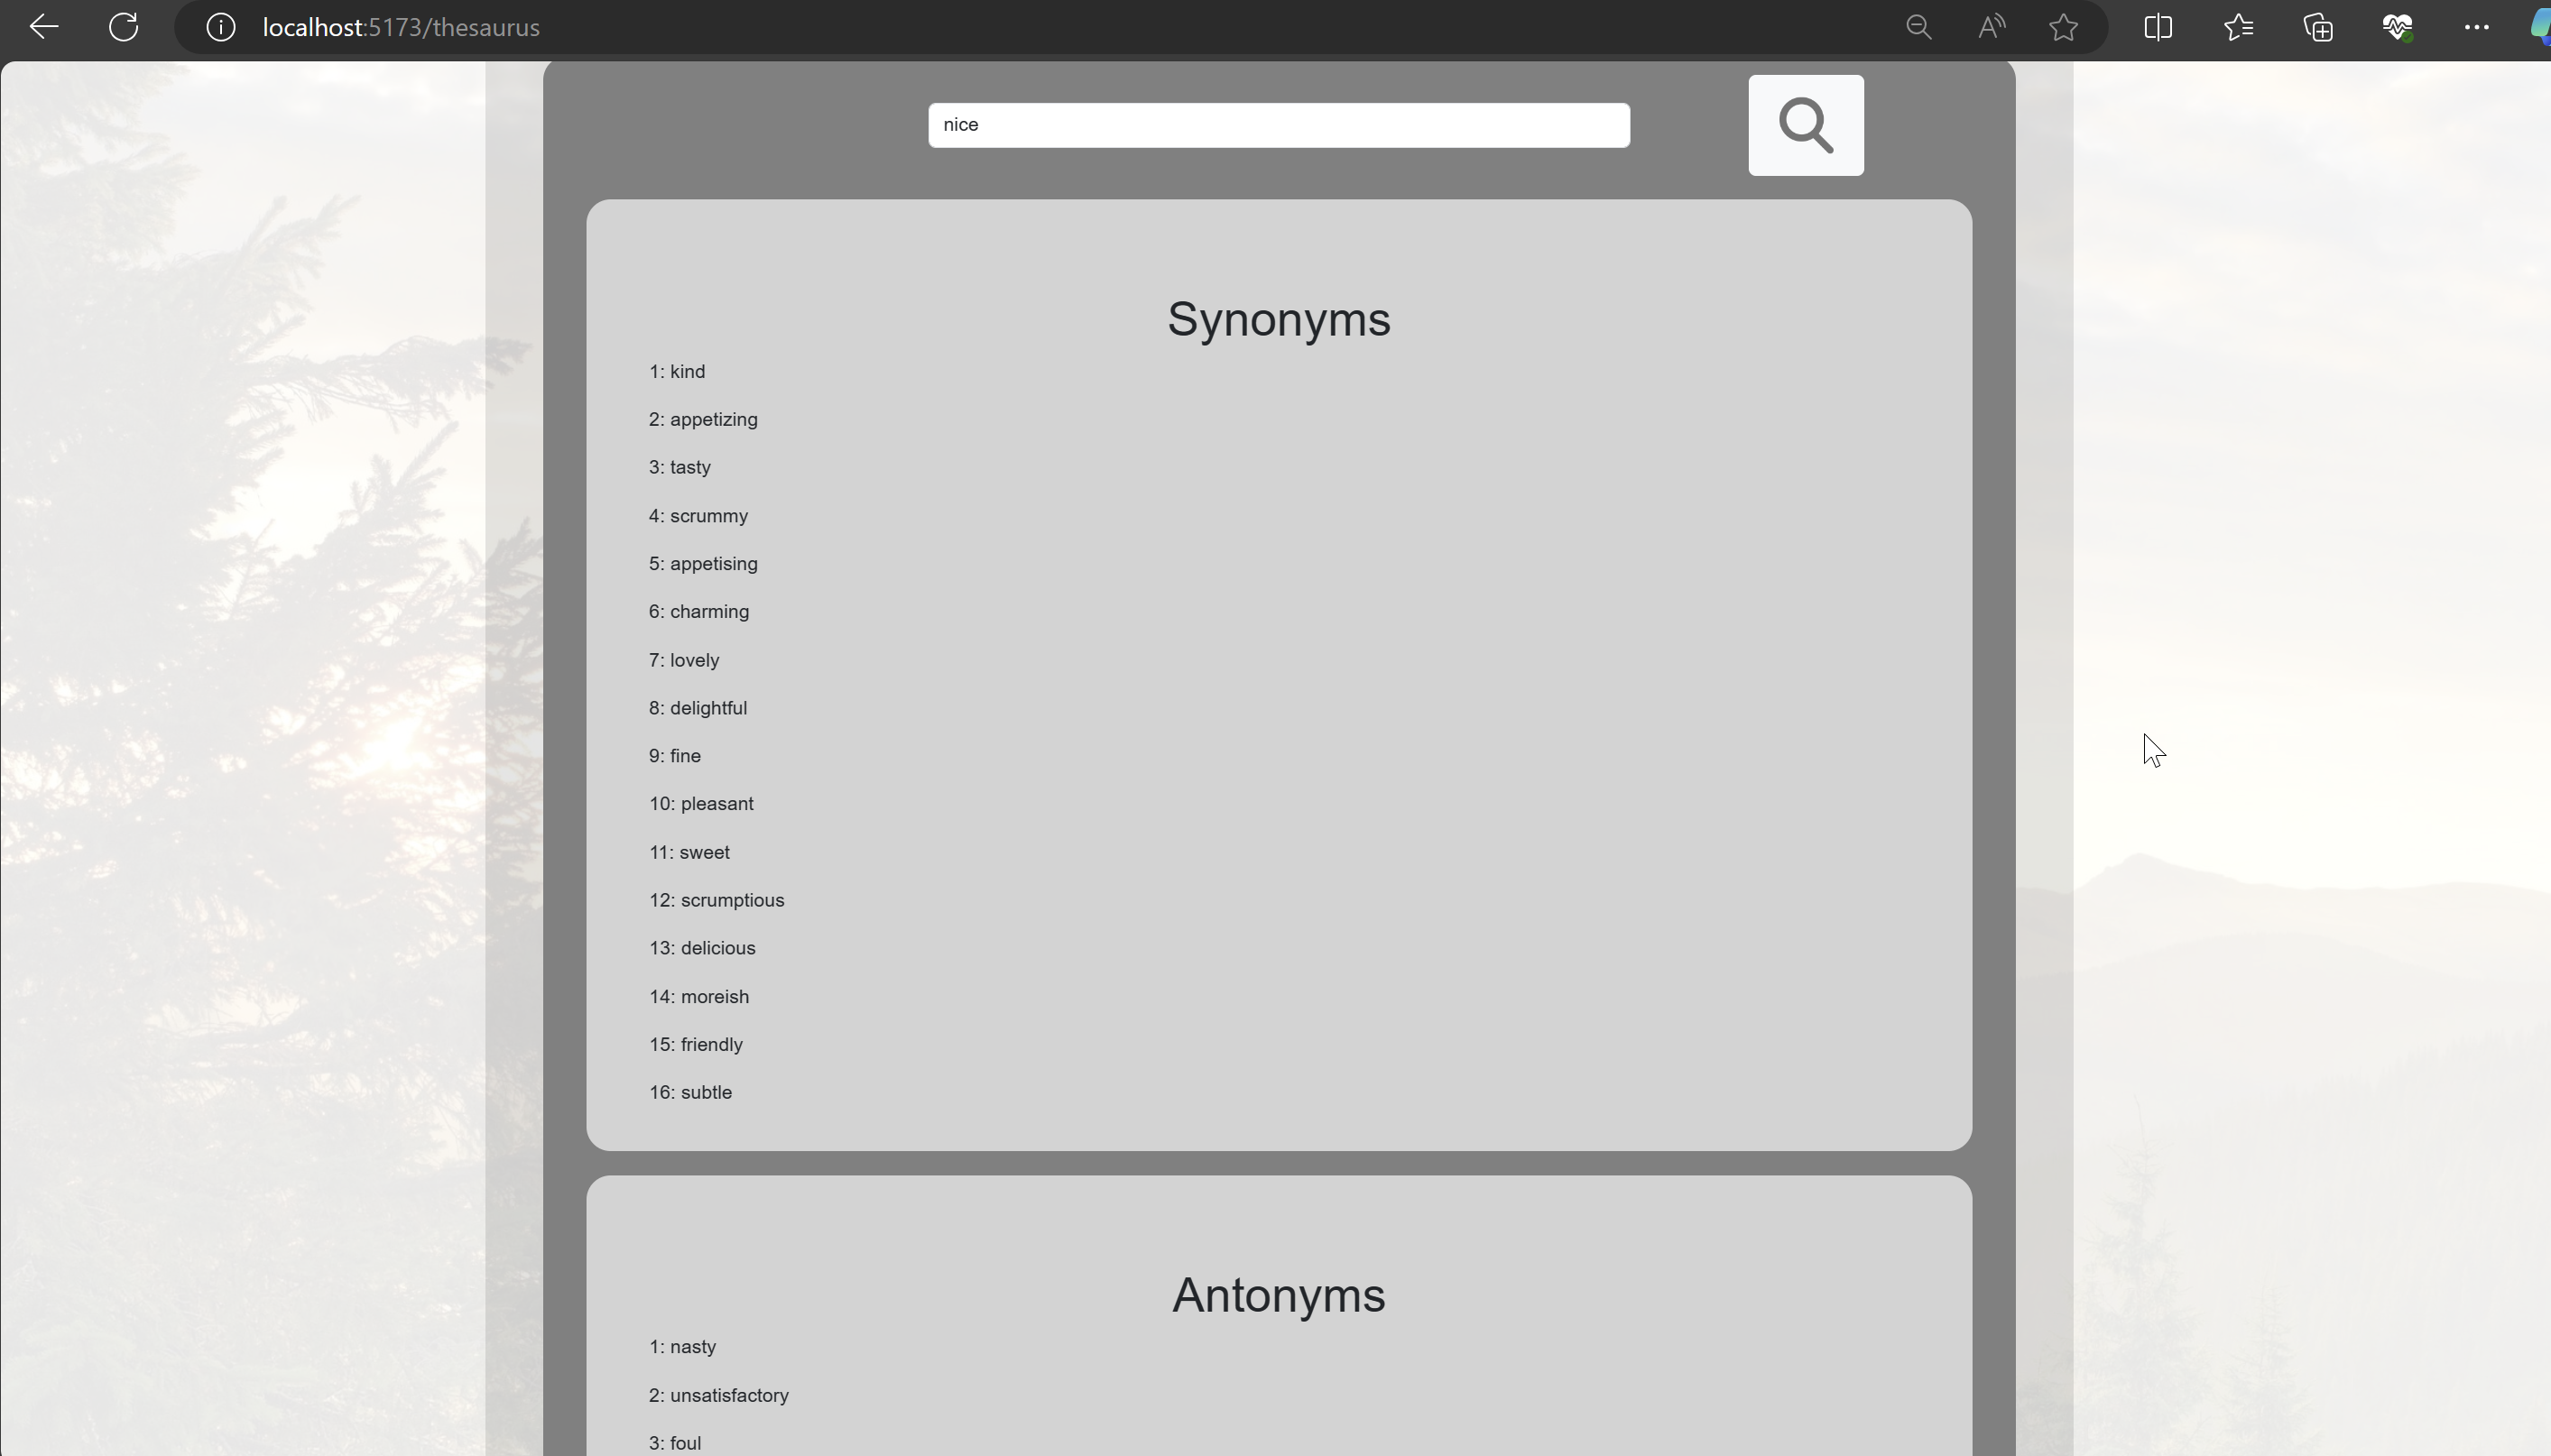 localhost:5173/thesaurus
nice
Synonyms
1: kind
2: appetizing
3: tasty
4: scrummy
5: appetising
6: charming
7: lovely
8: delightful
9: fine
10: pleasant
11: sweet
12: scrumptious
13: delicious
14: moreish
15: friendly
16: subtle
Antonyms
1: nasty
2: unsatisfactory
3: foul